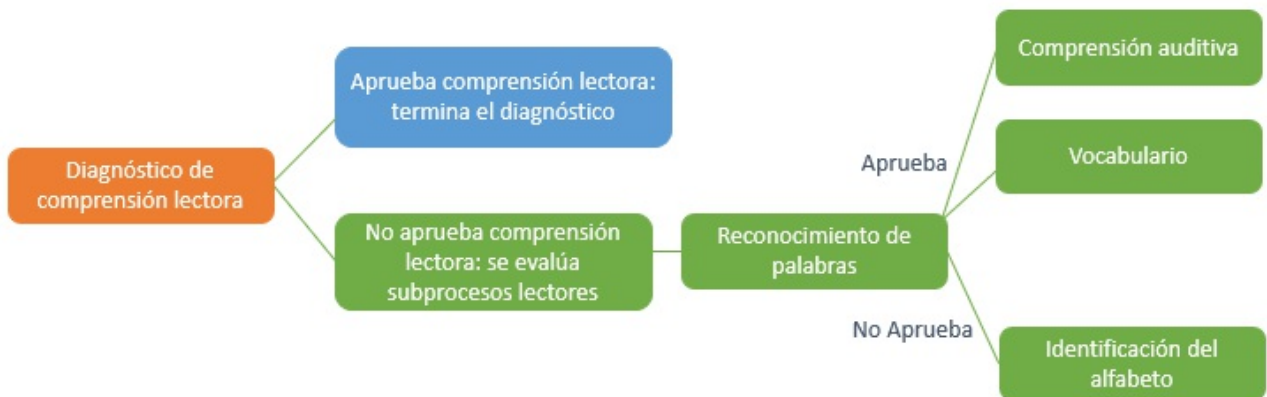 Diagnóstico de
comprensión lectora
Aprueba comprensión lectora:
termina el diagnóstico
No aprueba comprensión
lectora: se evalúa
subprocesos lectores
Reconocimiento de
palabras
Aprueba
No Aprueba
Comprensión auditiva
Vocabulario
Identificación del
alfabeto